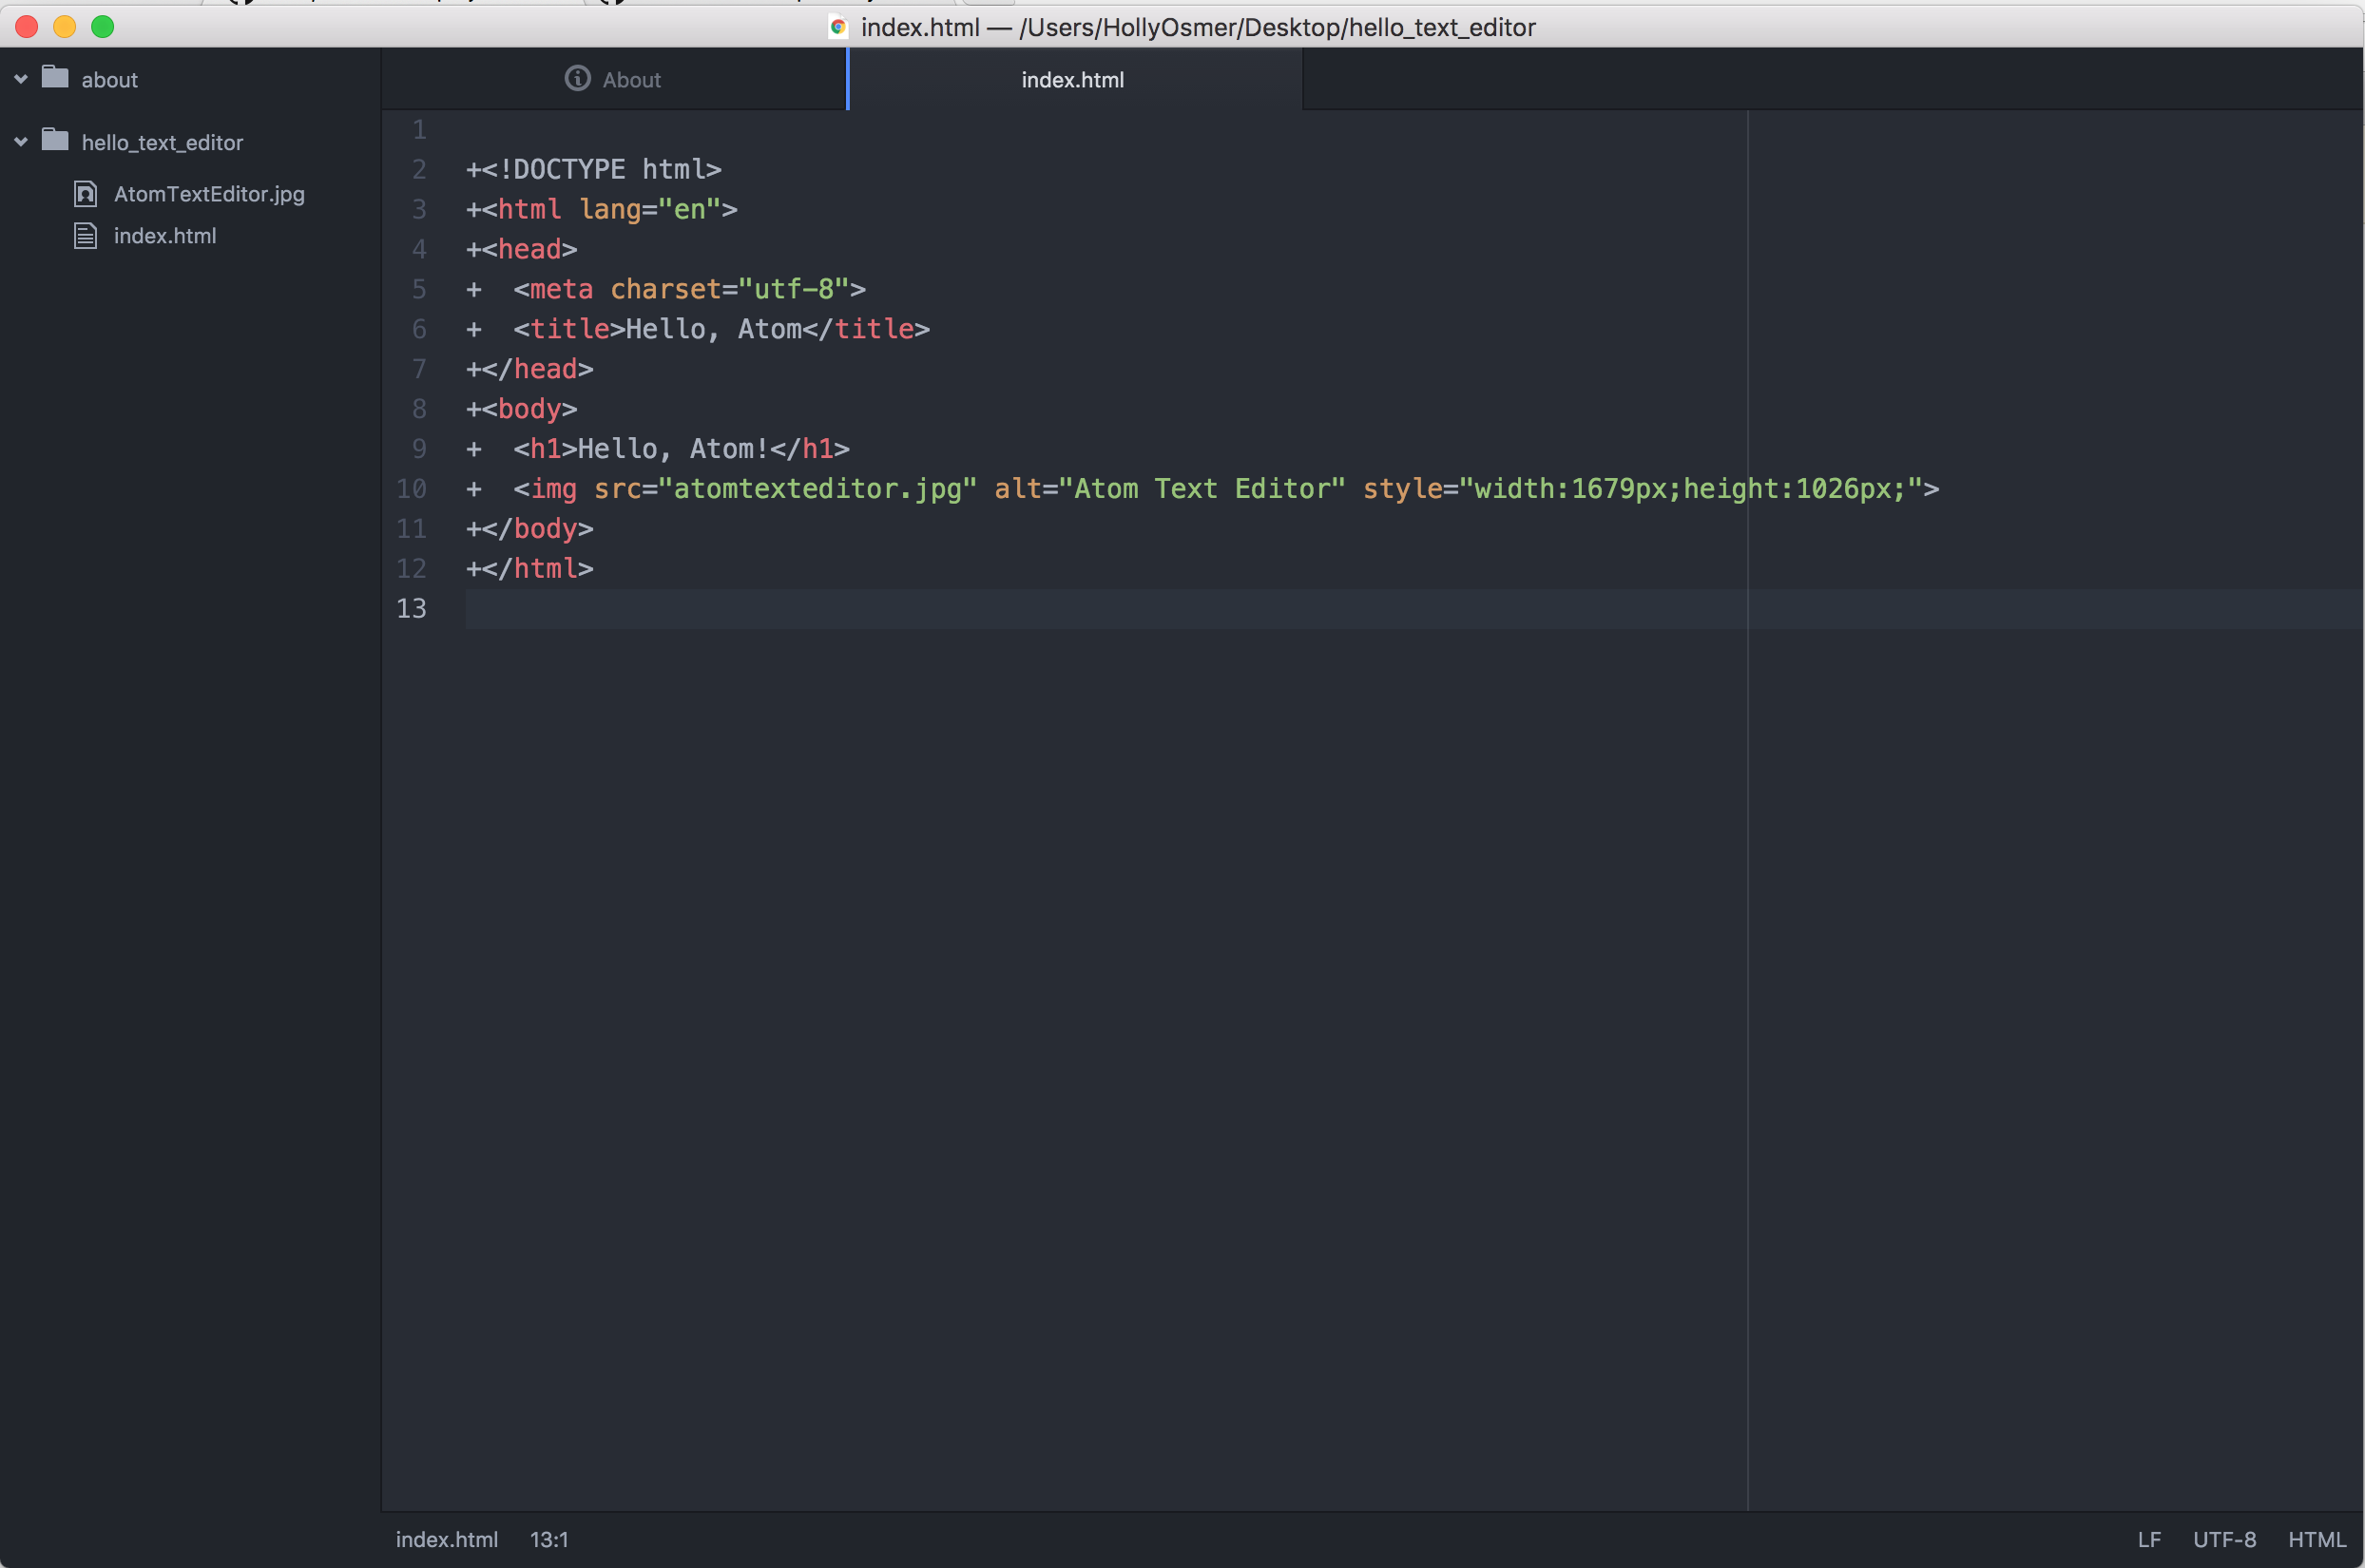 index.html — /Users/HollyOsmer/Desktop/hello_text_editor
about
hello_text_editor
AtomTextEditor.jpg
index.html
About
index.html
1
2 +<!DOCTYPE html>
3 +<html lang="en">
4 +<head>
5 +  <meta charset="utf-8">
6 +  <title>Hello, Atom</title>
7 +</head>
8 +<body>
9 +  <h1>Hello, Atom!</h1>
10 +  <img src="atomtexteditor.jpg" alt="Atom Text Editor" style="width:1679px;height:1026px;">
11 +</body>
12 +</html>
13
index.html 13:1
LF UTF-8 HTML